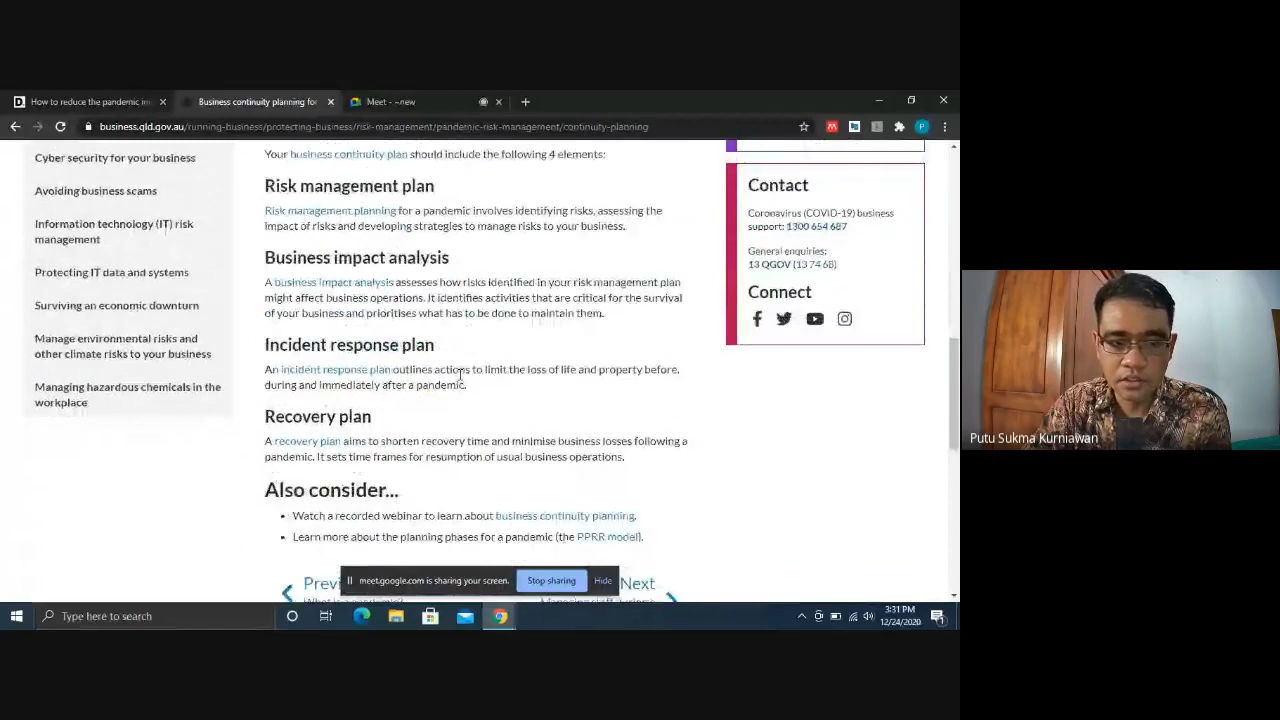 How to reduce the pandemic im
Business continuity planning for
Meet - ~new
business.qld.gov.au/running-business/protecting-business/risk-management/pandemic-risk-management/continuity-planning
P
Cyber security for your business
Avoiding business scams
Information technology (IT) risk
management
Protecting IT data and systems
Surviving an economic downturn
Manage environmental risks and
other climate risks to your business
Managing hazardous chemicals in the
workplace
Your business continuity plan should include the following 4 elements:
Risk management plan
Risk management planning for a pandemic involves identifying risks, assessing the
impact of risks and developing strategies to manage risks to your business.
Business impact analysis
A business impact analysis assesses how risks identified in your risk management plan
might affect business operations. It identifies activities that are critical for the survival
of your business and prioritises what has to be done to maintain them.
Incident response plan
An incident response plan outlines actions to limit the loss of life and property before,
during and immediately after a pandemic.
Recovery plan
A recovery plan aims to shorten recovery time and minimise business losses following a
pandemic. It sets time frames for resumption of usual business operations.
Also consider...
• Watch a recorded webinar to learn about business continuity planning.
• Learn more about the planning phases for a pandemic (the PPRR model).
Previ
Next
Contact
Coronavirus (COVID-19) business
support: 1300 654 687
General enquiries:
13 QGOV (13 74 68)
Connect
meet.google.com is sharing your screen.
Stop sharing
Hide
Putu Sukma Kurniawan
Type here to search
3:31 PM
12/24/2020